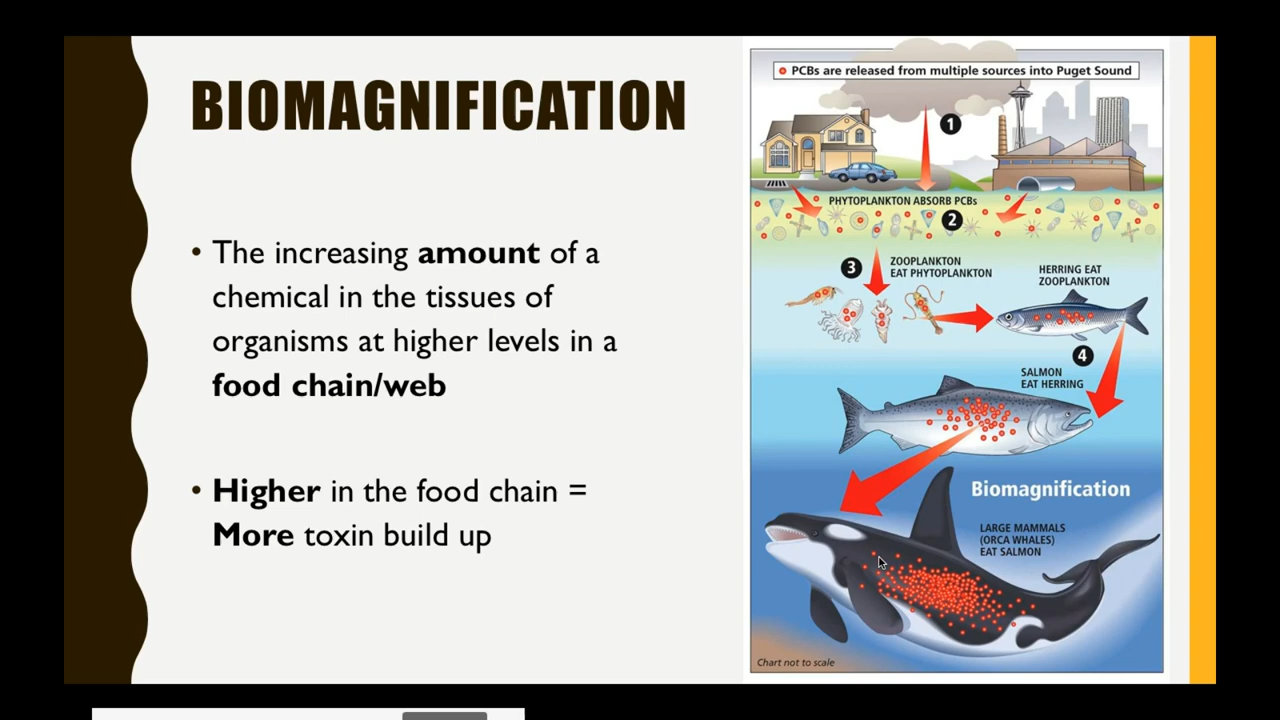 BIOMAGNIFICATION
• The increasing amount of a
chemical in the tissues of
organisms at higher levels in a
food chain/web
• Higher in the food chain =
More toxin build up
PCBs are released from multiple sources into Puget Sound
1
PHYTOPLANKTON ABSORB PCBs
2
3
ZOOPLANKTON
EAT PHYTOPLANKTON
HERRING EAT
ZOOPLANKTON
4
SALMON
EAT HERRING
Biomagnification
LARGE MAMMALS
(ORCA WHALES)
EAT SALMON
Chart not to scale